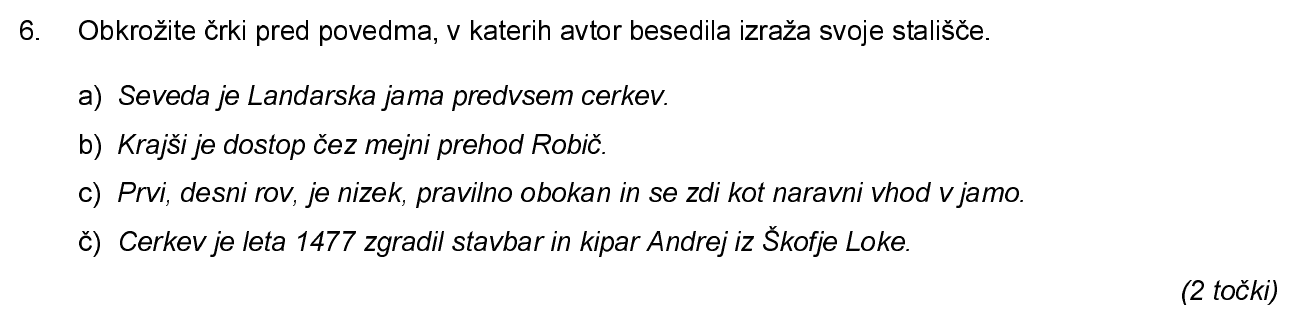 6. Obkrožite črki pred povedma, v katerih avtor besedila izraža svoje stališče.
a) Seveda je Landarska jama predvsem cerkev.
b) Krajši je dostop čez mejni prehod Robič.
c) Prvi, desni rov, je nizek, pravilno obokan in se zdi kot naravni vhod v jamo.
č) Cerkev je leta 1477 zgradil stavbar in kipar Andrej iz Škofje Loke.
(2 točki)